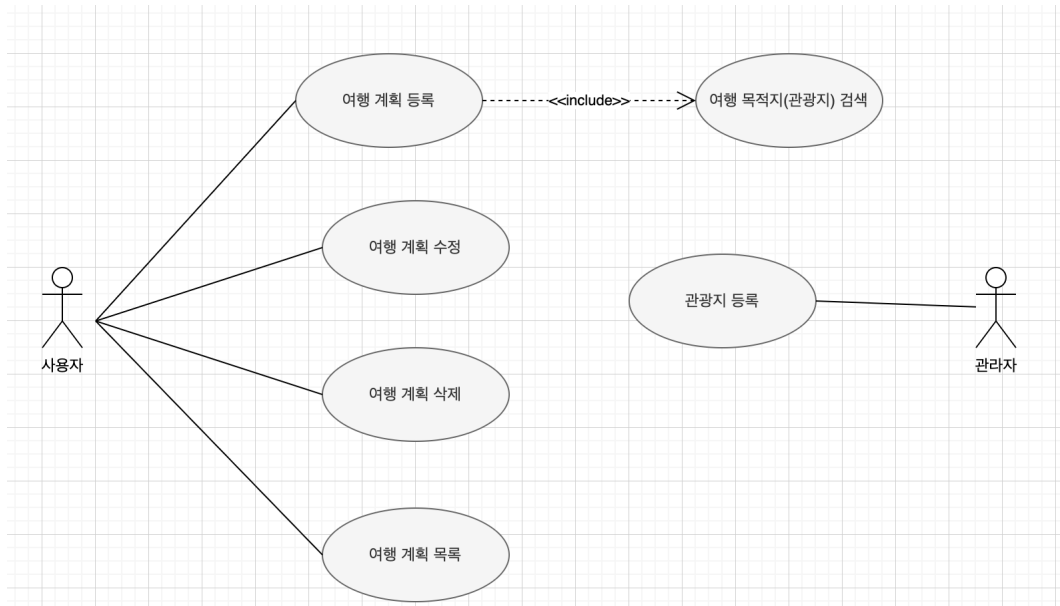 여행 계획 등록
<<include>>
여행 목적지(관광지) 검색
여행 계획 수정
관광지 등록
사용자
관라자
여행 계획 삭제
여행 계획 목록